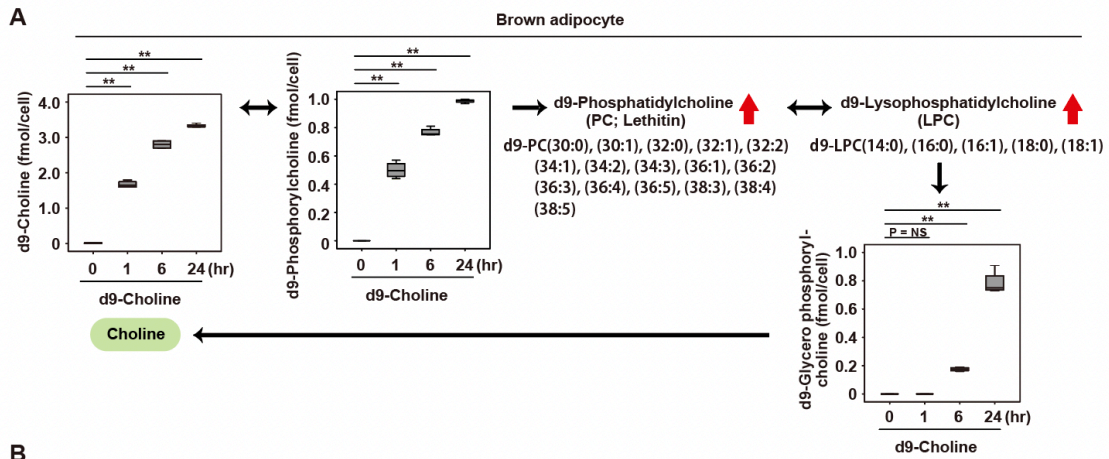 A
Brown adipocyte
**
**
**
d9-Choline (fmol/cell)
4.0
3.0
2.0
1.0
0
0 1 6 24 (hr)
d9-Choline
**
**
**
d9-Phosphorylcholine (fmol/cell)
1.0
0.8
0.6
0.4
0.2
0
0 1 6 24 (hr)
d9-Choline
d9-Phosphatidylcholine
(PC; Lethitin)
d9-PC(30:0), (30:1), (32:0), (32:1), (32:2)
(34:1), (34:2), (34:3), (36:1), (36:2)
(36:3), (36:4), (36:5), (38:3), (38:4)
(38:5)
d9-Lysophosphatidylcholine
(LPC)
d9-LPC(14:0), (16:0), (16:1), (18:0), (18:1)
**
**
P = NS
d9-Glycero phosphoryl-
choline (fmol/cell)
1.0
0.8
0.6
0.4
0.2
0
0 1 6 24 (hr)
d9-Choline
Choline
B